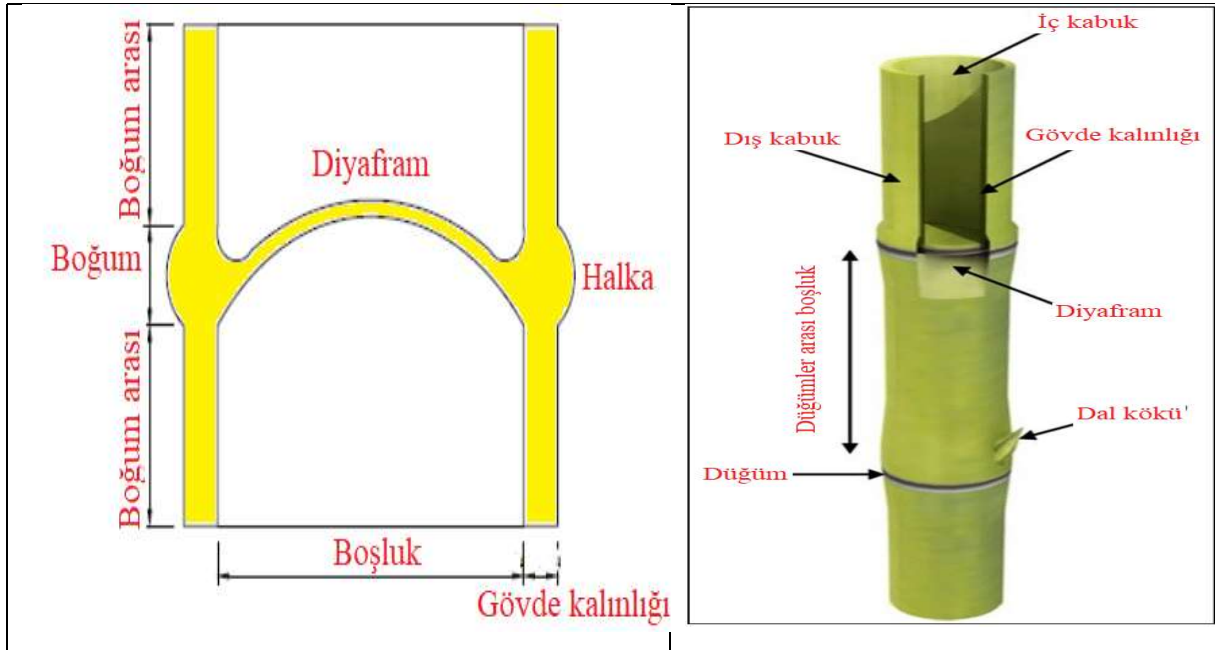 Boğum arası
Diyafram
Boğum
Halka
Boğum arası
Boşluk
Gövde kalınlığı
İç kabuk
Dış kabuk
Gövde kalınlığı
Düğümler arası boşluk
Diyafram
Dal kökü'
Düğüm